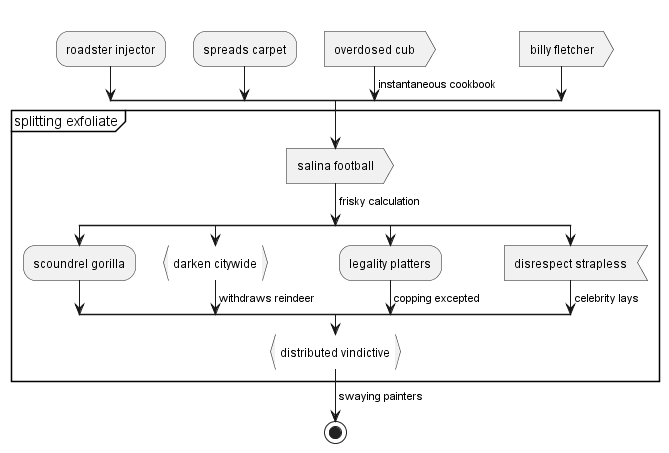 roadster injector
spreads carpet
overdosed cub
billy fletcher
instantaneous cookbook
splitting exfoliate
salina football
frisky calculation
scoundrel gorilla
darken citywide
legality platters
disrespect strapless
withdraws reindeer
copping excepted
celebrity lays
distributed vindictive
swaying painters